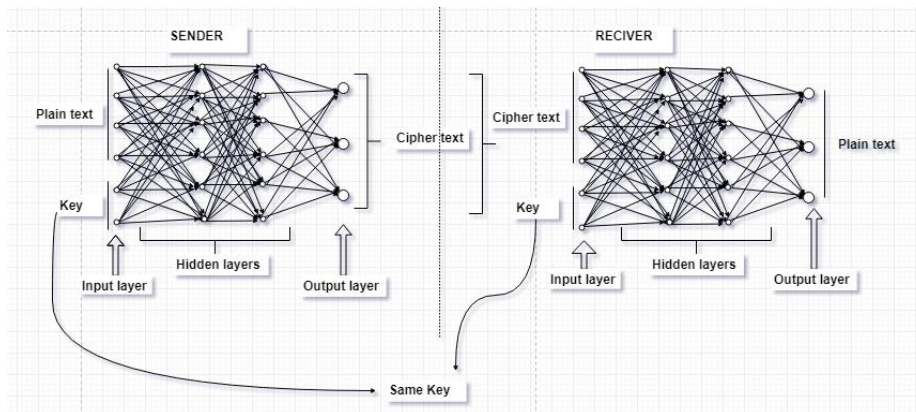 SENDER
RECIVER
Plain text
Cipher text
Cipher text
Plain text
Key
Key
Hidden layers
Hidden layers
Input layer
Output layer
Input layer
Output layer
Same Key